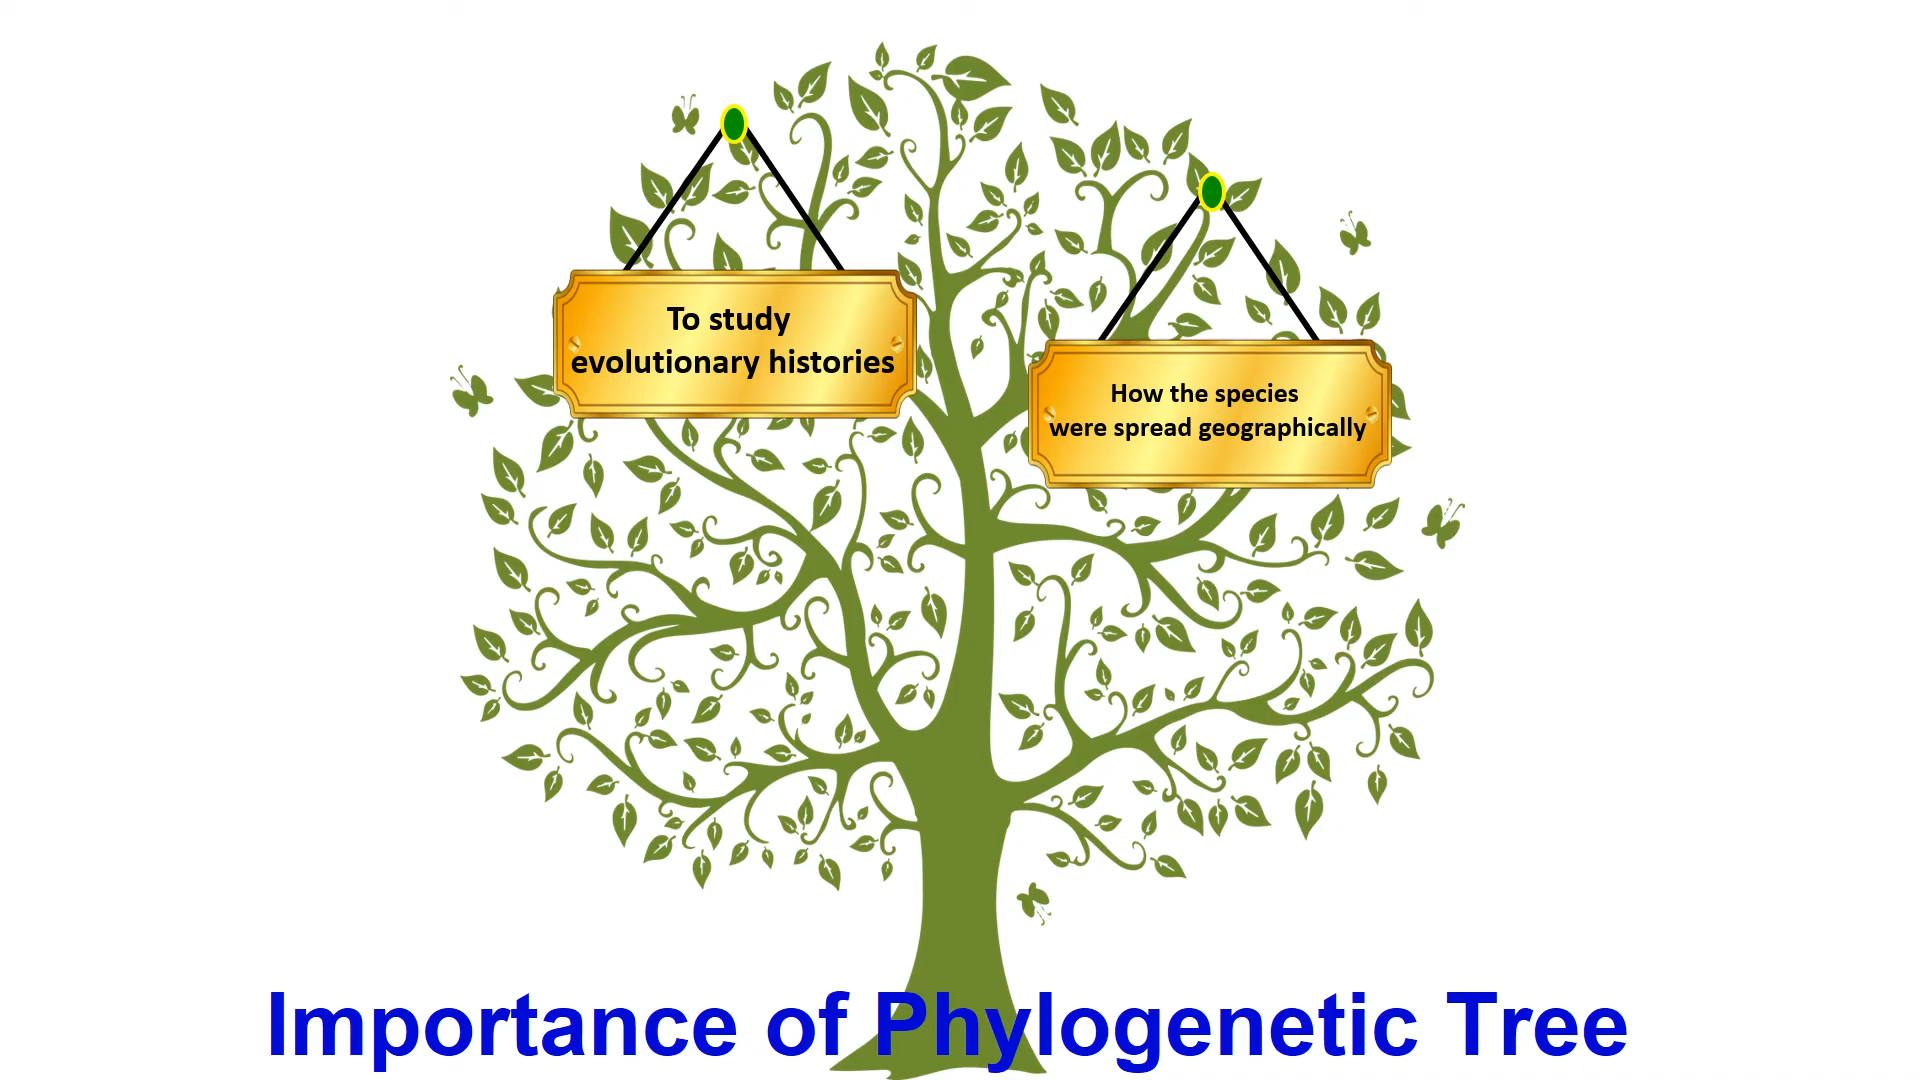 To study
evolutionary histories
How the species
were spread geographically
Importance of Phylogenetic Tree